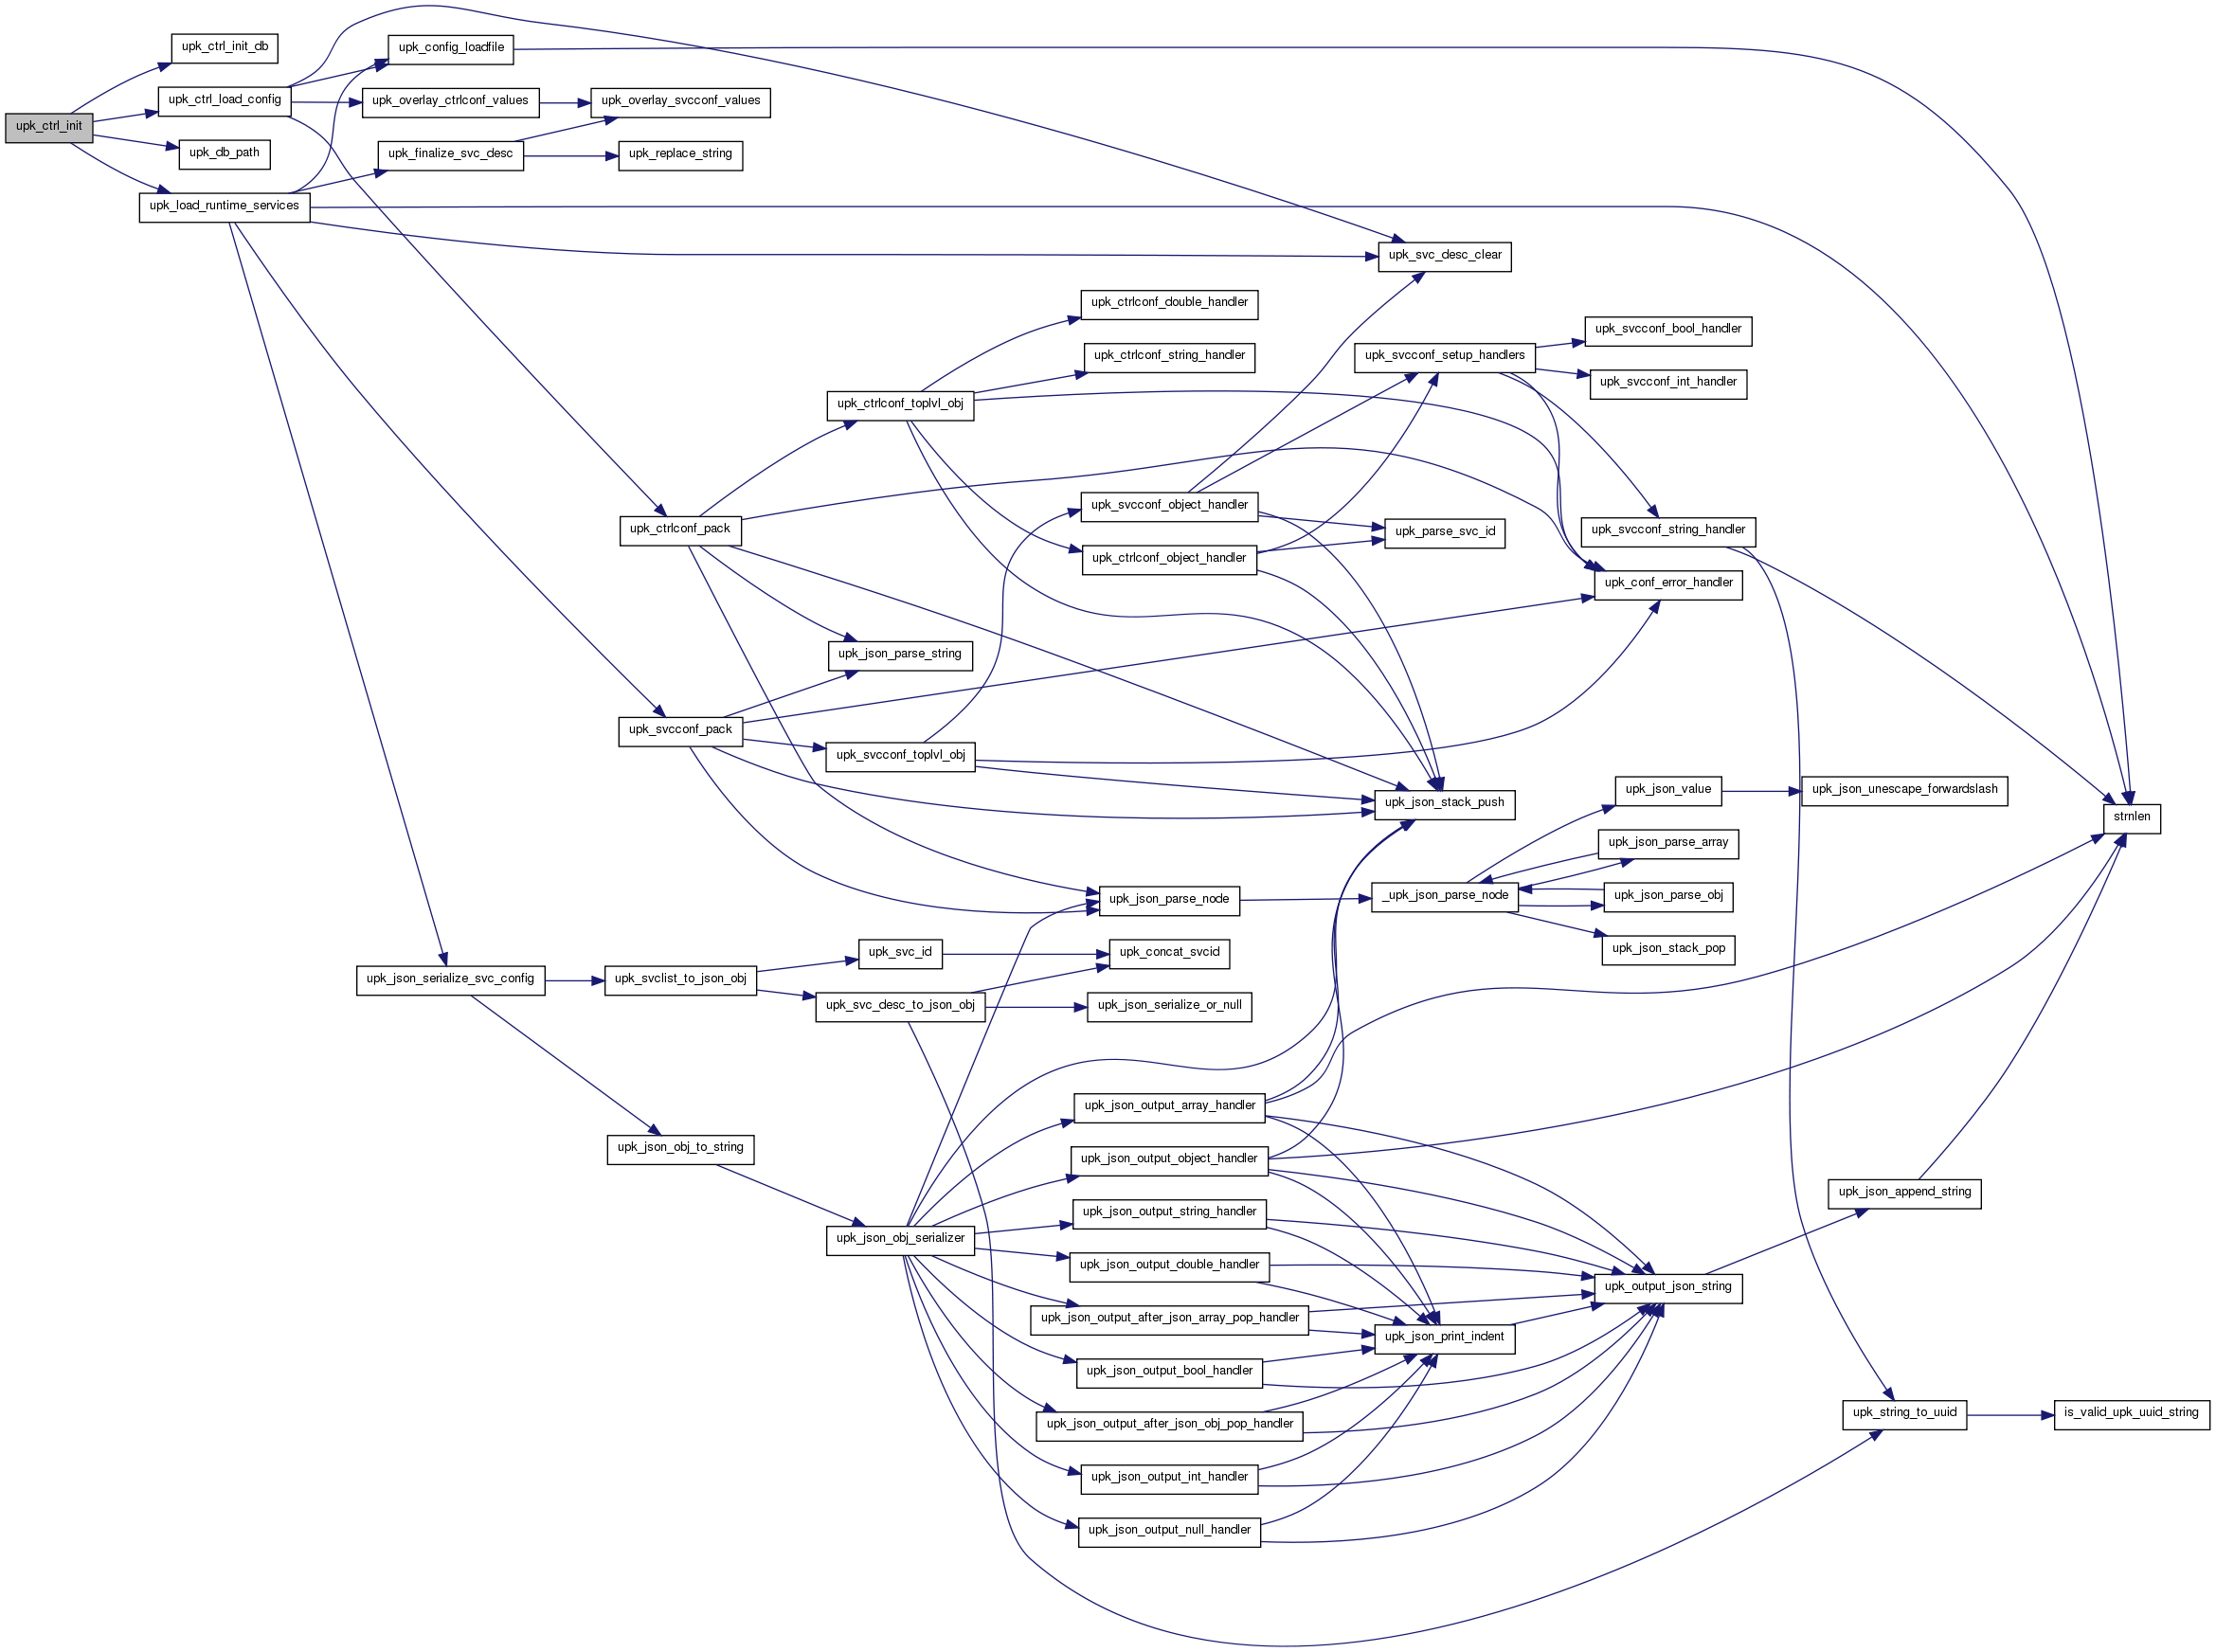 upk_ctrl_init
upk_ctrl_init_db
upk_ctrl_load_config
upk_db_path
upk_load_runtime_services
upk_config_loadfile
upk_overlay_ctrlconf_values
upk_finalize_svc_desc
upk_overlay_svcconf_values
upk_replace_string
upk_svc_desc_clear
upk_ctrlconf_double_handler
upk_ctrlconf_string_handler
upk_svcconf_setup_handlers
upk_svcconf_bool_handler
upk_svcconf_int_handler
upk_ctrlconf_toplvl_obj
upk_svcconf_object_handler
upk_parse_svc_id
upk_svcconf_string_handler
upk_ctrlconf_pack
upk_ctrlconf_object_handler
upk_conf_error_handler
upk_json_parse_string
upk_svcconf_pack
upk_svcconf_toplvl_obj
upk_json_stack_push
upk_json_value
upk_json_unescape_forwardslash
strnlen
upk_json_parse_array
upk_json_parse_node
_upk_json_parse_node
upk_json_parse_obj
upk_json_stack_pop
upk_svc_id
upk_concat_svcid
upk_json_serialize_svc_config
upk_svclist_to_json_obj
upk_svc_desc_to_json_obj
upk_json_serialize_or_null
upk_json_output_array_handler
upk_json_obj_to_string
upk_json_output_object_handler
upk_json_append_string
upk_json_output_string_handler
upk_json_obj_serializer
upk_json_output_double_handler
upk_output_json_string
upk_json_output_after_json_array_pop_handler
upk_json_print_indent
upk_json_output_bool_handler
upk_json_output_after_json_obj_pop_handler
upk_string_to_uuid
is_valid_upk_uuid_string
upk_json_output_int_handler
upk_json_output_null_handler